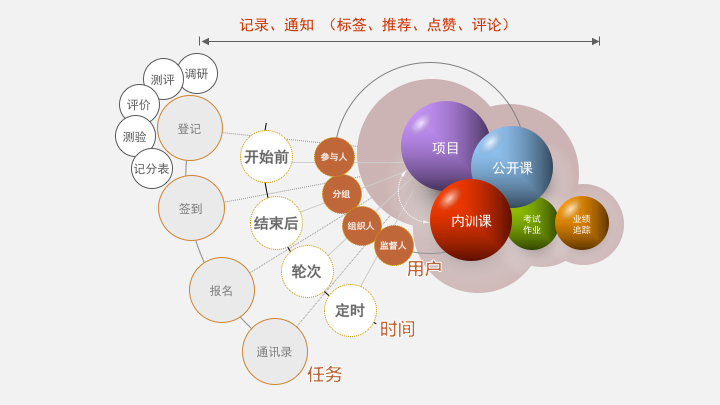 记录、通知 （标签、推荐、点赞、评论）
调研
测评
评价
测验
记分表
登记
签到
报名
通讯录
任务
开始前
结束后
轮次
定时
时间
参与人
分组
组织人
监督人
用户
项目
公开课
内训课
考试
作业
业绩
追踪